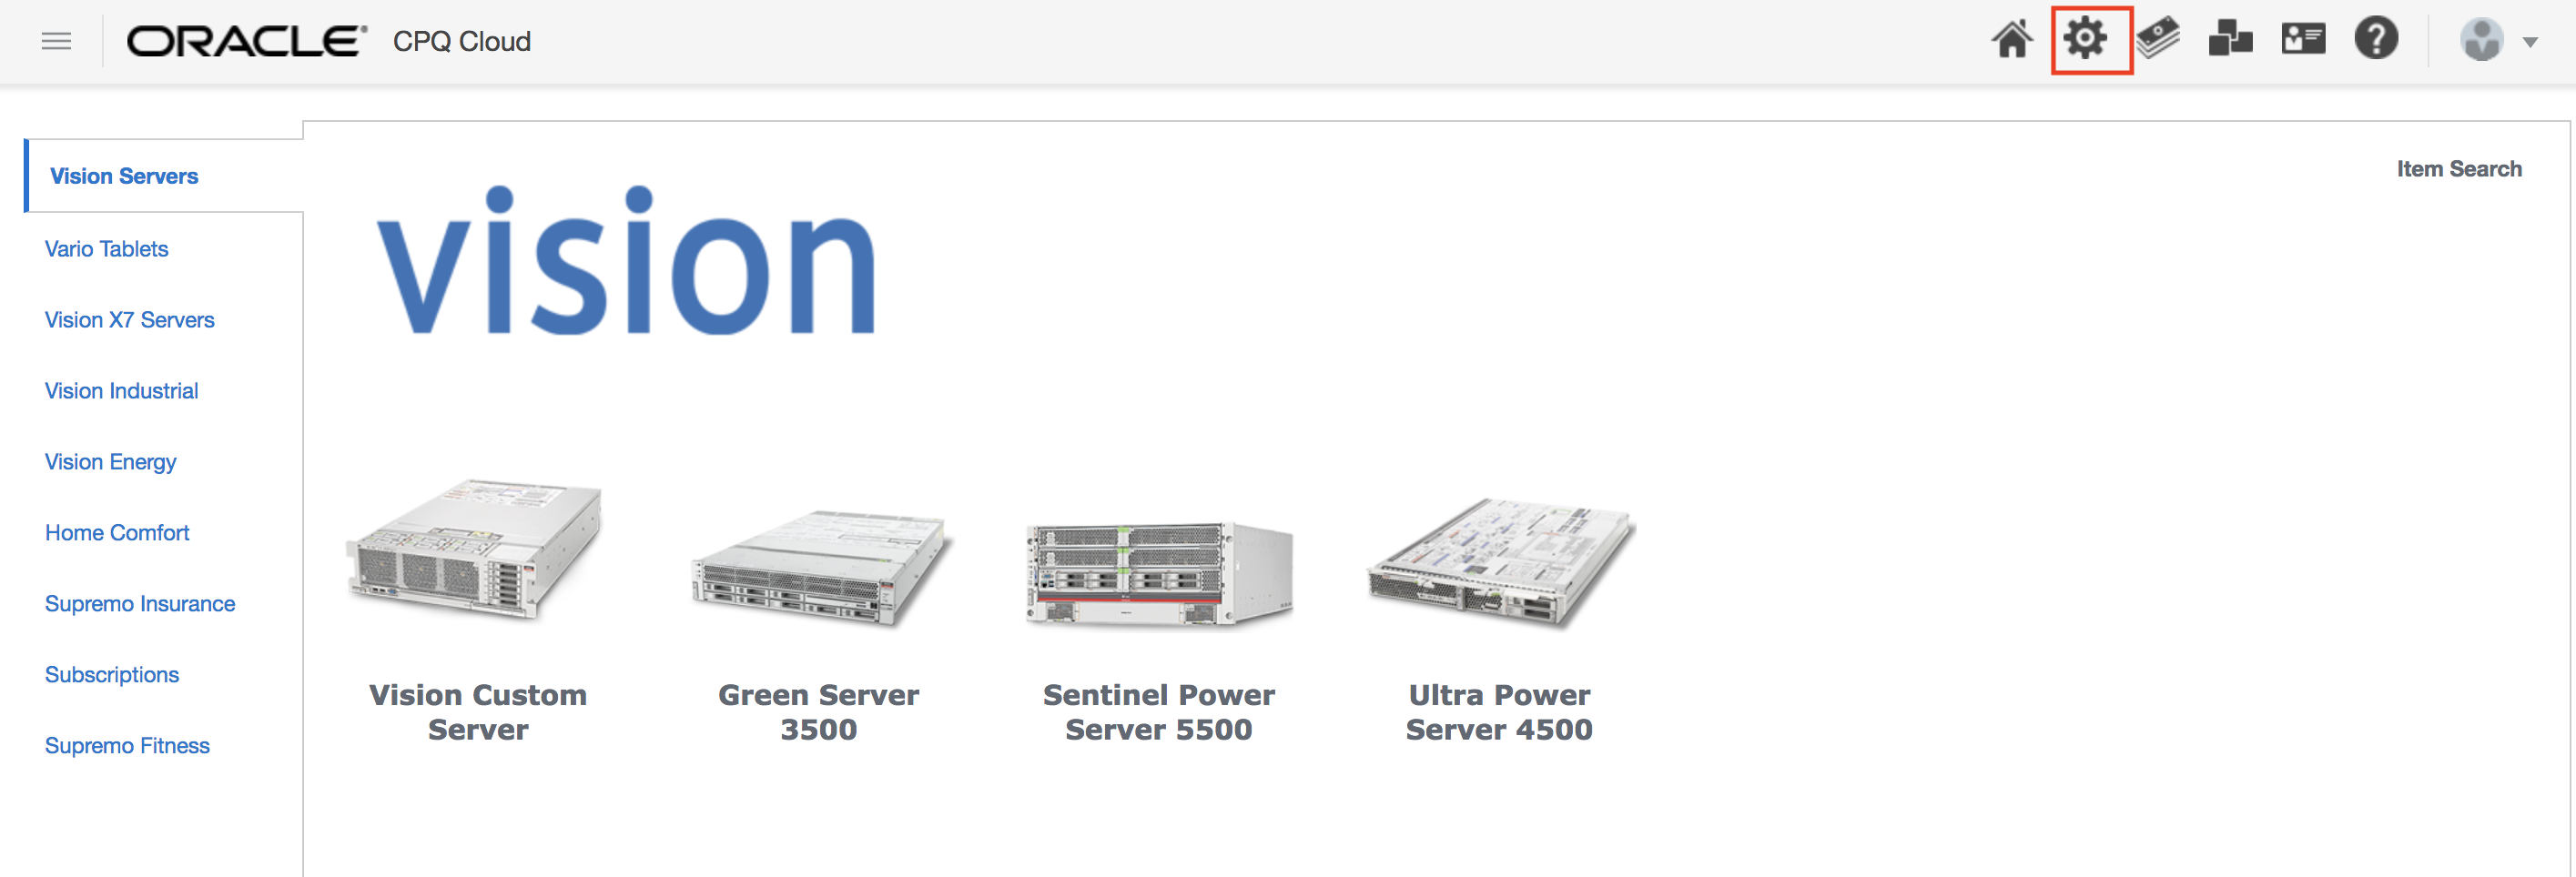 ORACLE® CPQ Cloud
?
Vision Servers
Vario Tablets
Vision X7 Servers
Vision Industrial
Vision Energy
Home Comfort
Supremo Insurance
Subscriptions
Supremo Fitness
Item Search
vision
Vision Custom
Server
Green Server
3500
Sentinel Power
Server 5500
Ultra Power
Server 4500